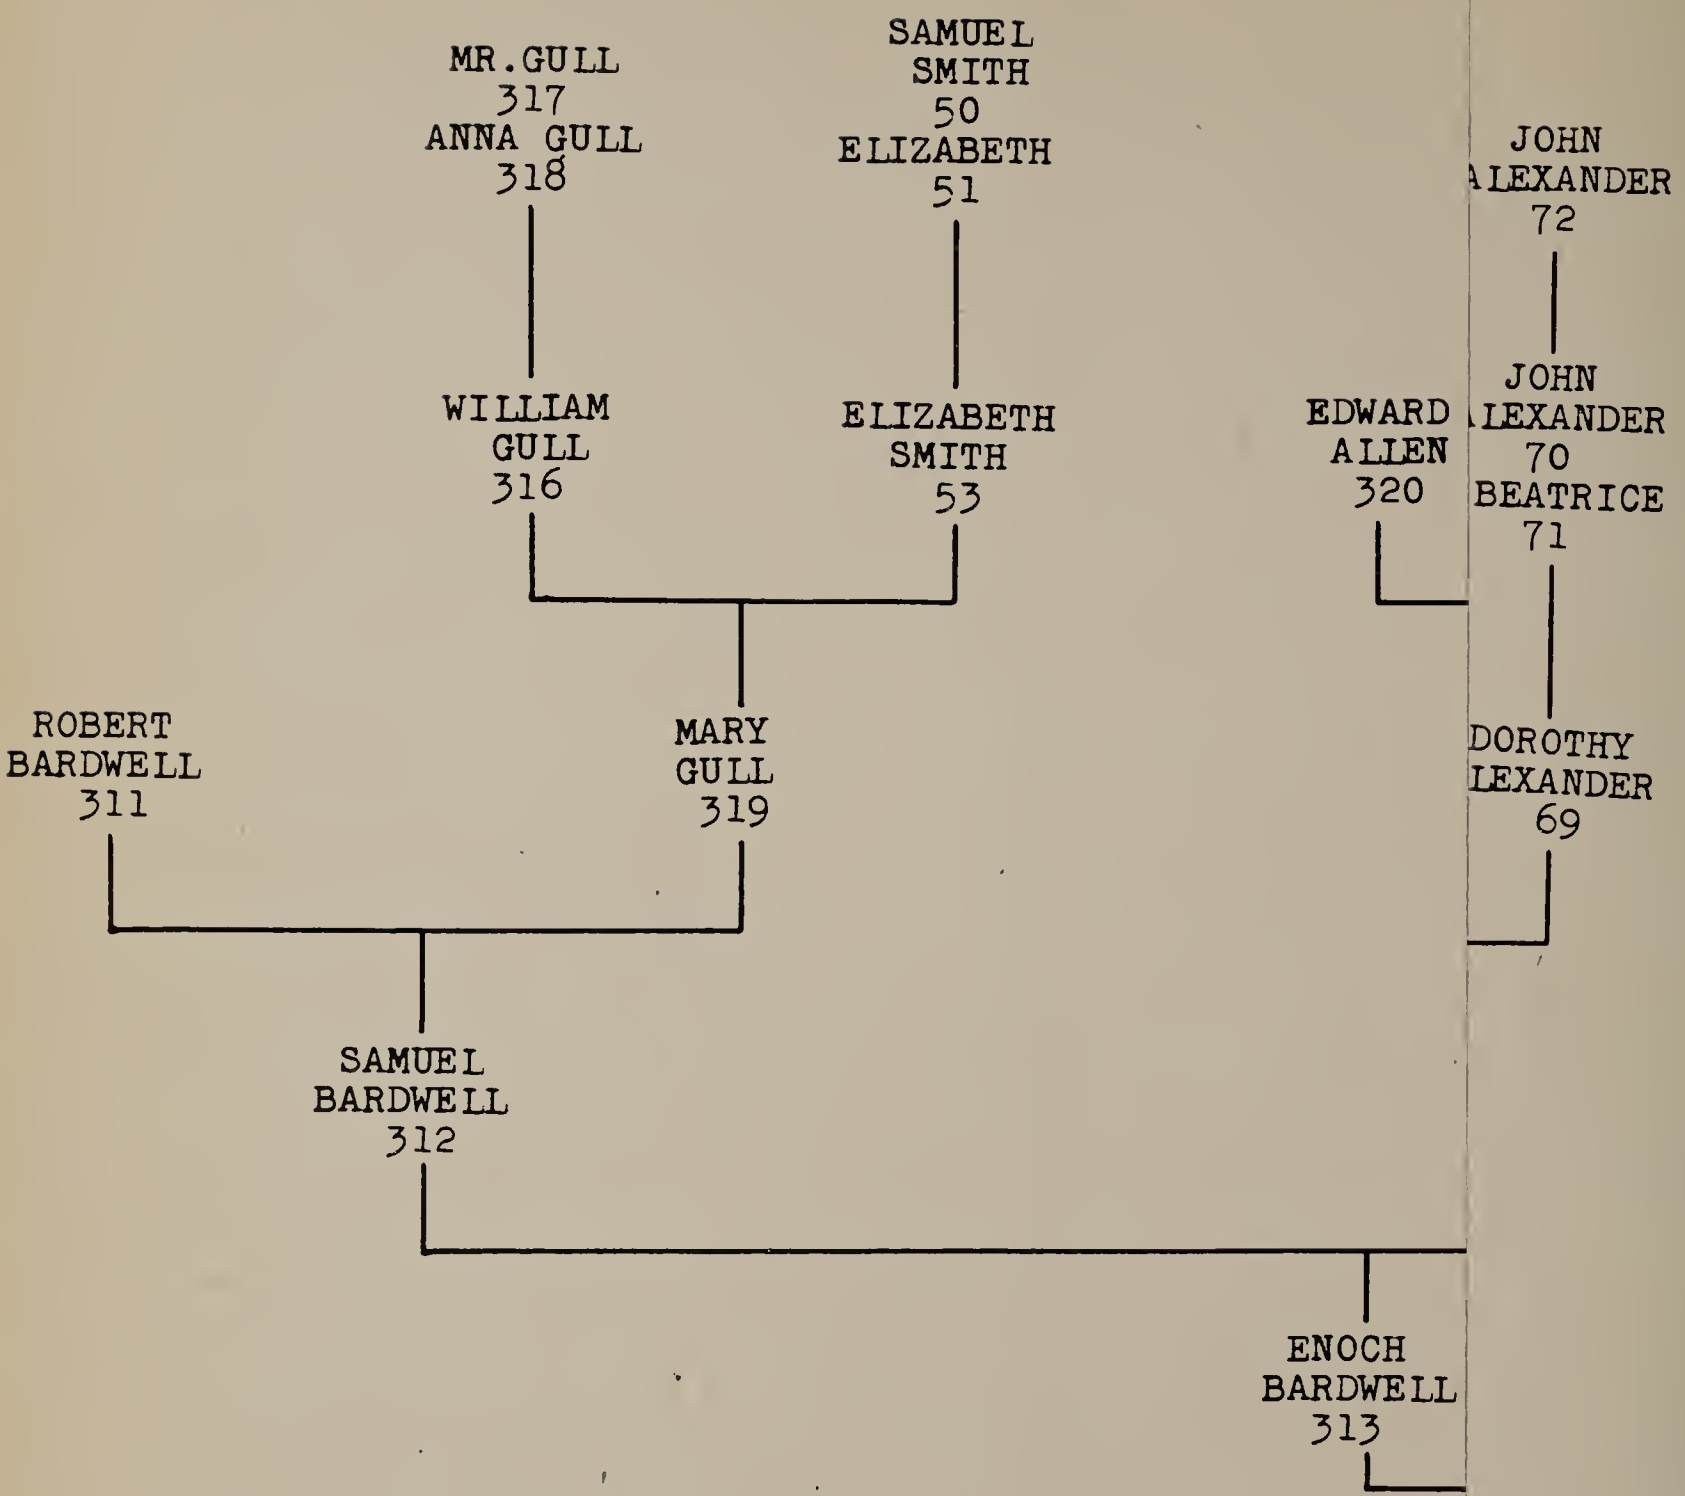 MR.GULL
317
ANNA GULL
318
SAMUEL
SMITH
50
ELIZABETH
51
JOHN
ALEXANDER
72
WILLIAM
GULL
316
ELIZABETH
SMITH
53
EDWARD
ALLEN
320
JOHN
LEXANDER
70
BEATRICE
71
ROBERT
BARDWELL
311
MARY
GULL
319
DOROTHY
LEXANDER
69
SAMUEL
BARDWELL
312
ENOCH
BARDWELL
313